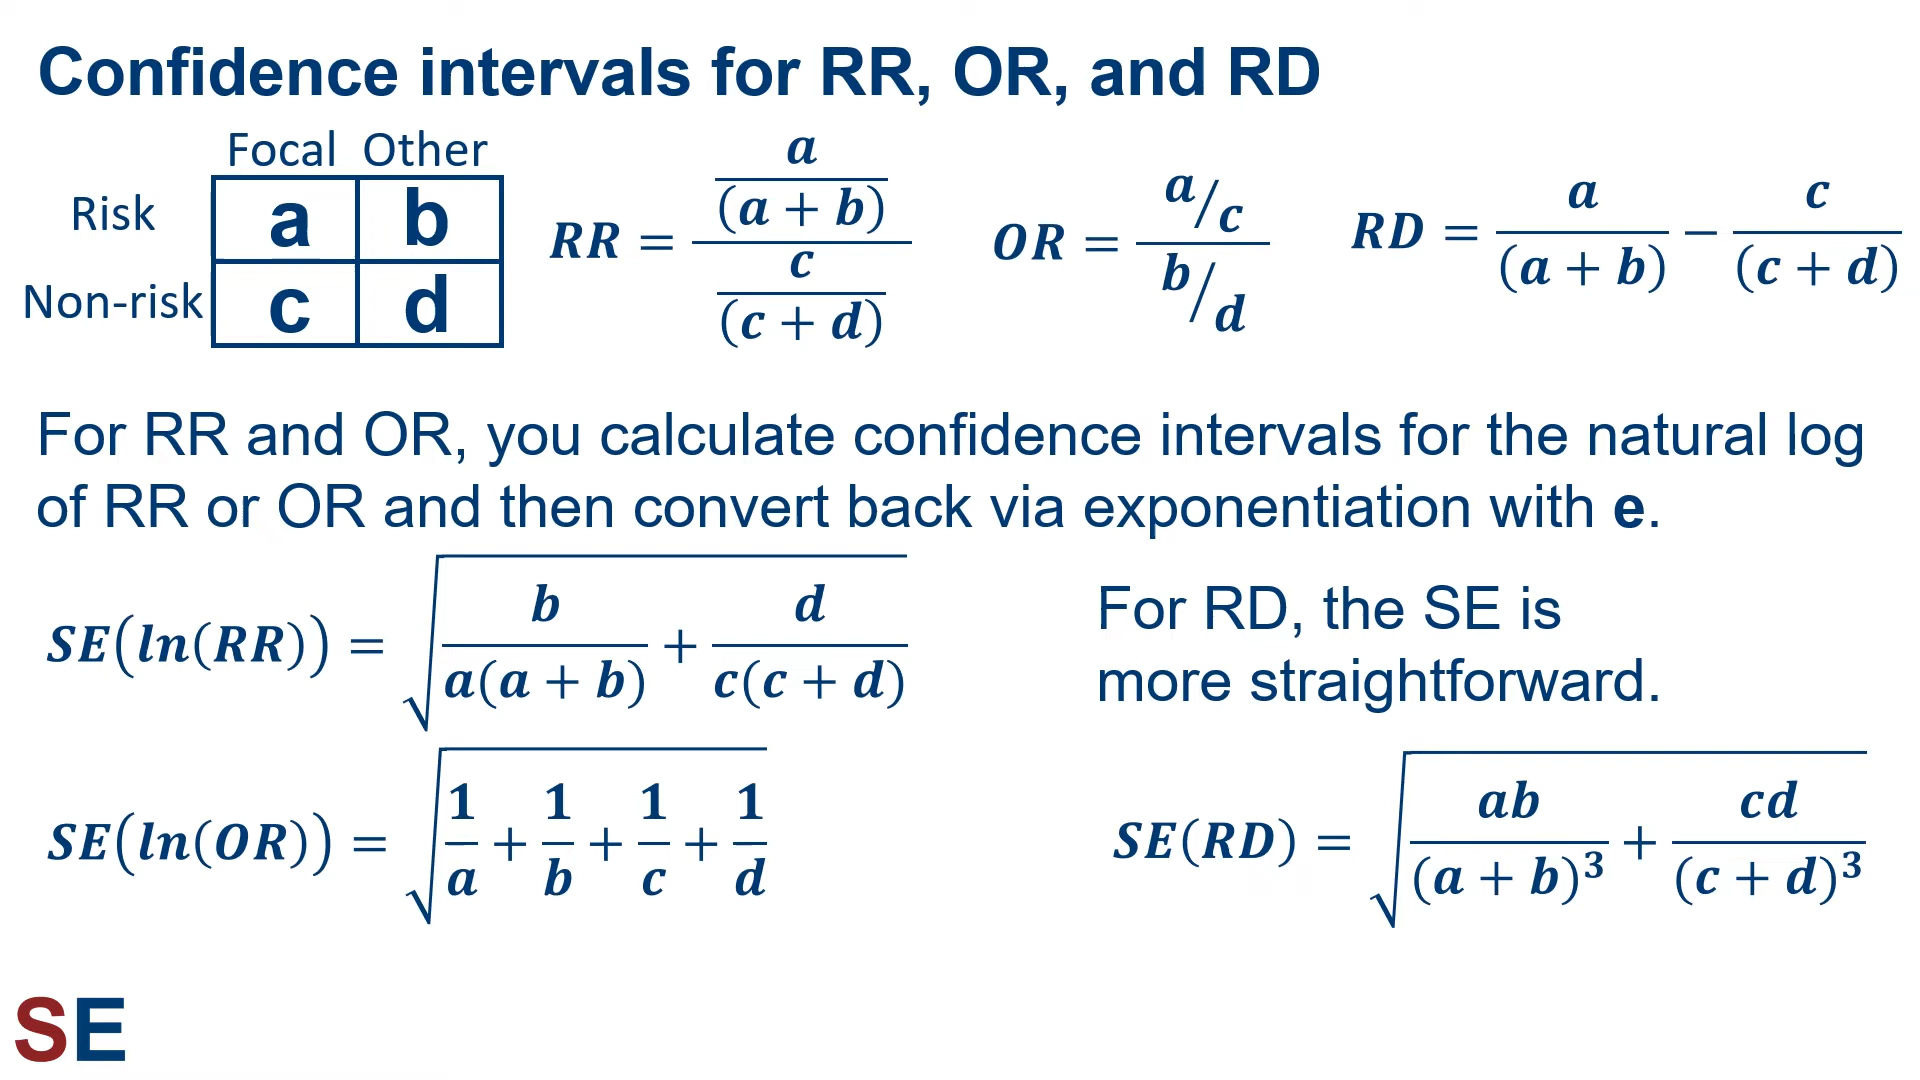 Confidence intervals for RR, OR, and RD
Focal Other
Risk a b
Non-risk c d
RR = (a/(a + b))/(c/(c + d))
OR = (a/c)/(b/d)
RD = a/(a + b) − c/(c + d)
For RR and OR, you calculate confidence intervals for the natural log
of RR or OR and then convert back via exponentiation with e.
SE(ln(RR)) = √(b/(a(a + b)) + d/(c(c + d)))
SE(ln(OR)) = √(1/a + 1/b + 1/c + 1/d)
For RD, the SE is
more straightforward.
SE(RD) = √(ab/(a + b)³ + cd/(c + d)³)
SE